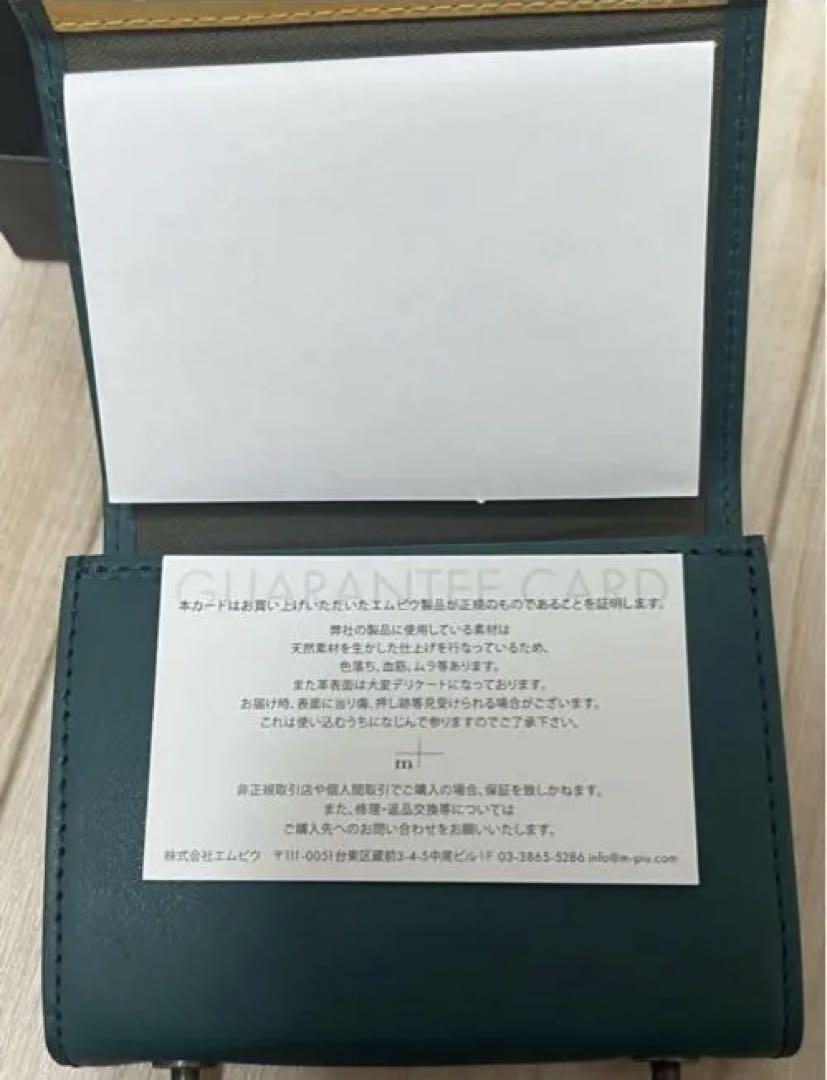 GUARANTEE CARD
本カードはお買い上げいただいたエムピウ製品が正規のものであることを証明します。
弊社の製品に使用している素材は
天然素材を生かした仕上げを行なっているため、
色落ち、血筋、ムラ等あります。
また革表面は大変デリケートになっております。
お届け時、表面に当り傷、押し跡等見受けられる場合がございます。
これは使い込むうちになじんで参りますのでご了承下さい。
m+
非正規取引店や個人間取引でご購入の場合、保証を致しかねます。
また、修理・返品交換等については
ご購入先へのお問い合わせをお願いいたします。
株式会社エムピウ 〒111-0051台東区蔵前3-4-5中尾ビル1F 03-3865-5286 info@m-piu.com